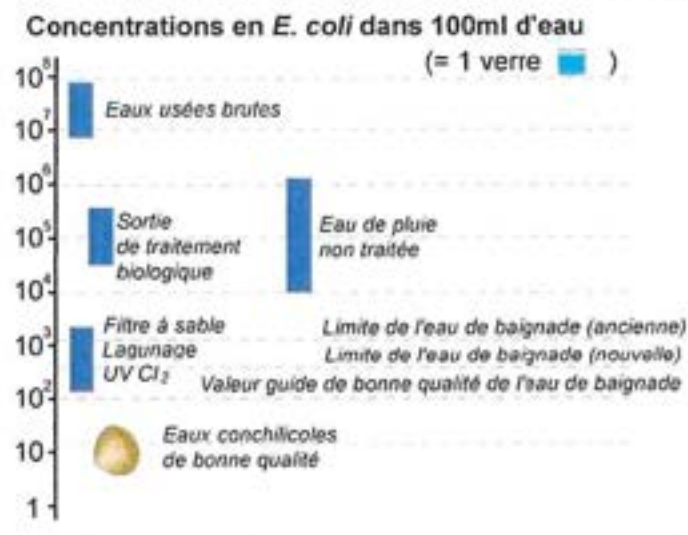 Concentrations en E. coli dans 100ml d'eau
(= 1 verre )
10⁸
Eaux usées brutes
10⁷
10⁶
Sortie
de traitement
biologique
Eau de pluie
non traitée
10⁵
10⁴
Filtre à sable
Lagunage
UV Cl₂
Limite de l'eau de baignade (ancienne)
10³
Limite de l'eau de baignade (nouvelle)
Valeur guide de bonne qualité de l'eau de baignade
10²
Eaux conchilicoles
de bonne qualité
10
1